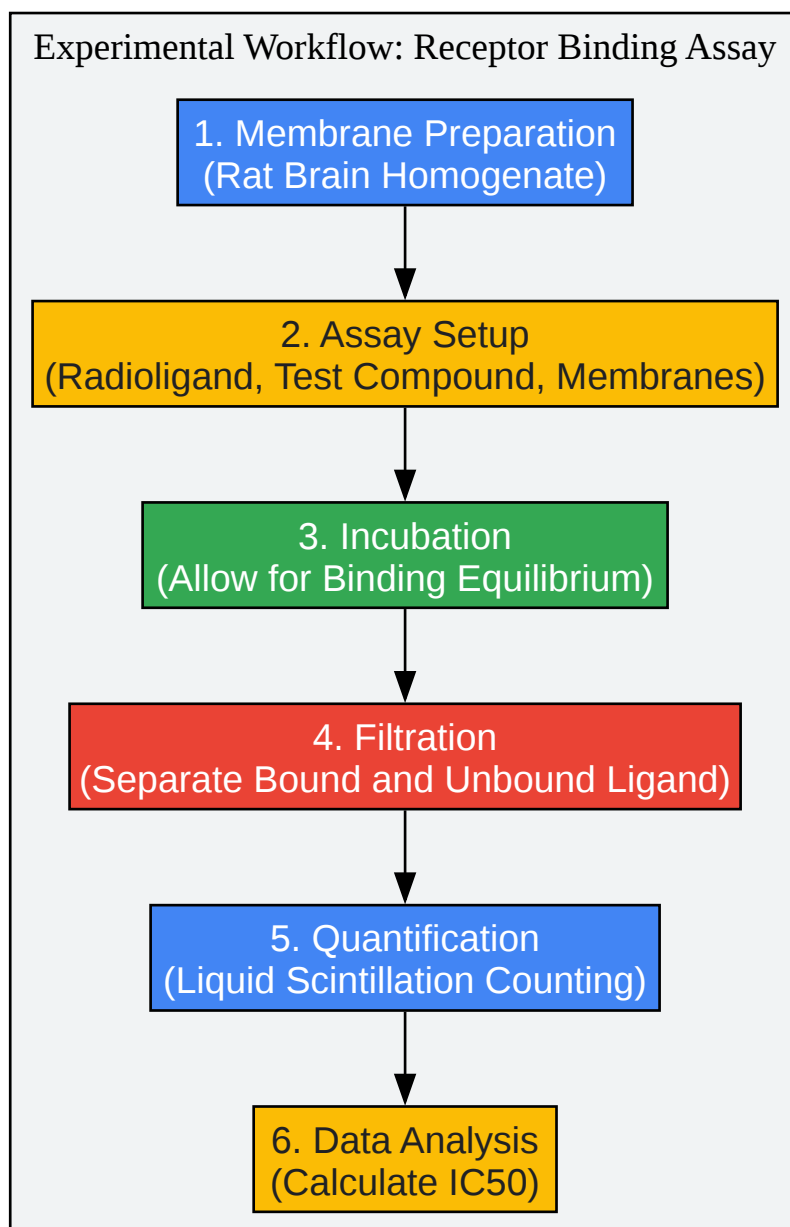 Experimental Workflow: Receptor Binding Assay
1. Membrane Preparation
(Rat Brain Homogenate)
2. Assay Setup
(Radioligand, Test Compound, Membranes)
3. Incubation
(Allow for Binding Equilibrium)
4. Filtration
(Separate Bound and Unbound Ligand)
5. Quantification
(Liquid Scintillation Counting)
6. Data Analysis
(Calculate IC50)